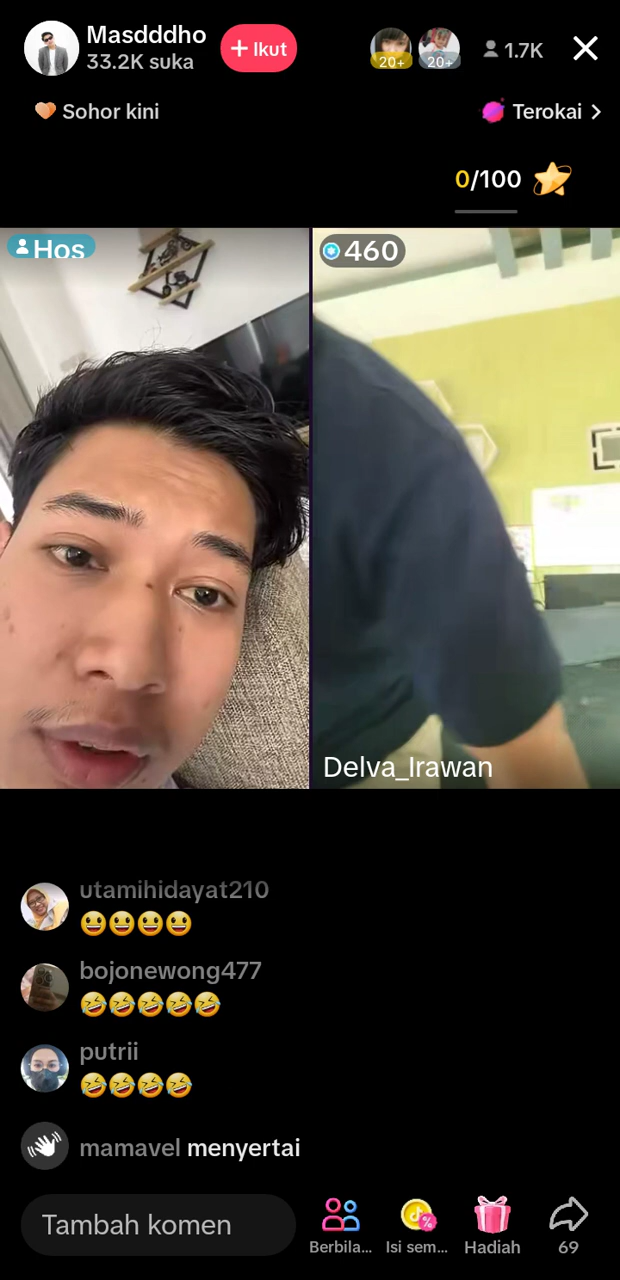 Masdddho
33.2K suka
+ Ikut
20+
20+
1.7K
Sohor kini
Terokai
0/100
Hos
460
Delva_Irawan
utamihidayat210
bojonewong477
putrii
mamavel menyertai
Tambah komen
Berbila...
Isi sem...
Hadiah
69